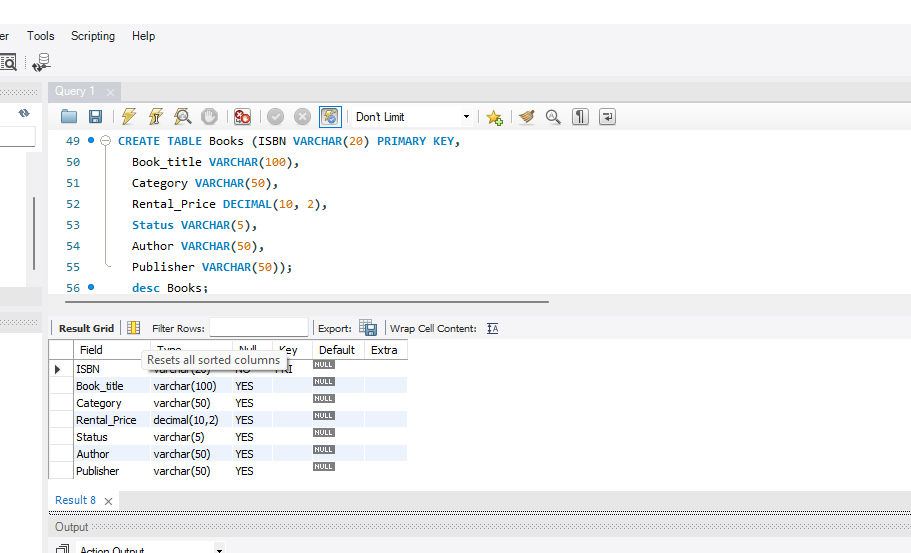 er Tools Scripting Help
Query 1
Don't Limit
49 CREATE TABLE Books (ISBN VARCHAR(20) PRIMARY KEY,
50 Book_title VARCHAR(100),
51 Category VARCHAR(50),
52 Rental_Price DECIMAL(10, 2),
53 Status VARCHAR(5),
54 Author VARCHAR(50),
55 Publisher VARCHAR(50));
56 desc Books;
Result Grid Filter Rows: Export: Wrap Cell Content: IA
Field Type Null Key Default Extra
Resets all sorted columns
ISBN varchar(20) NO PRI NULL
Book_title varchar(100) YES NULL
Category varchar(50) YES NULL
Rental_Price decimal(10,2) YES NULL
Status varchar(5) YES NULL
Author varchar(50) YES NULL
Publisher varchar(50) YES NULL
Result 8
Output
Action Output